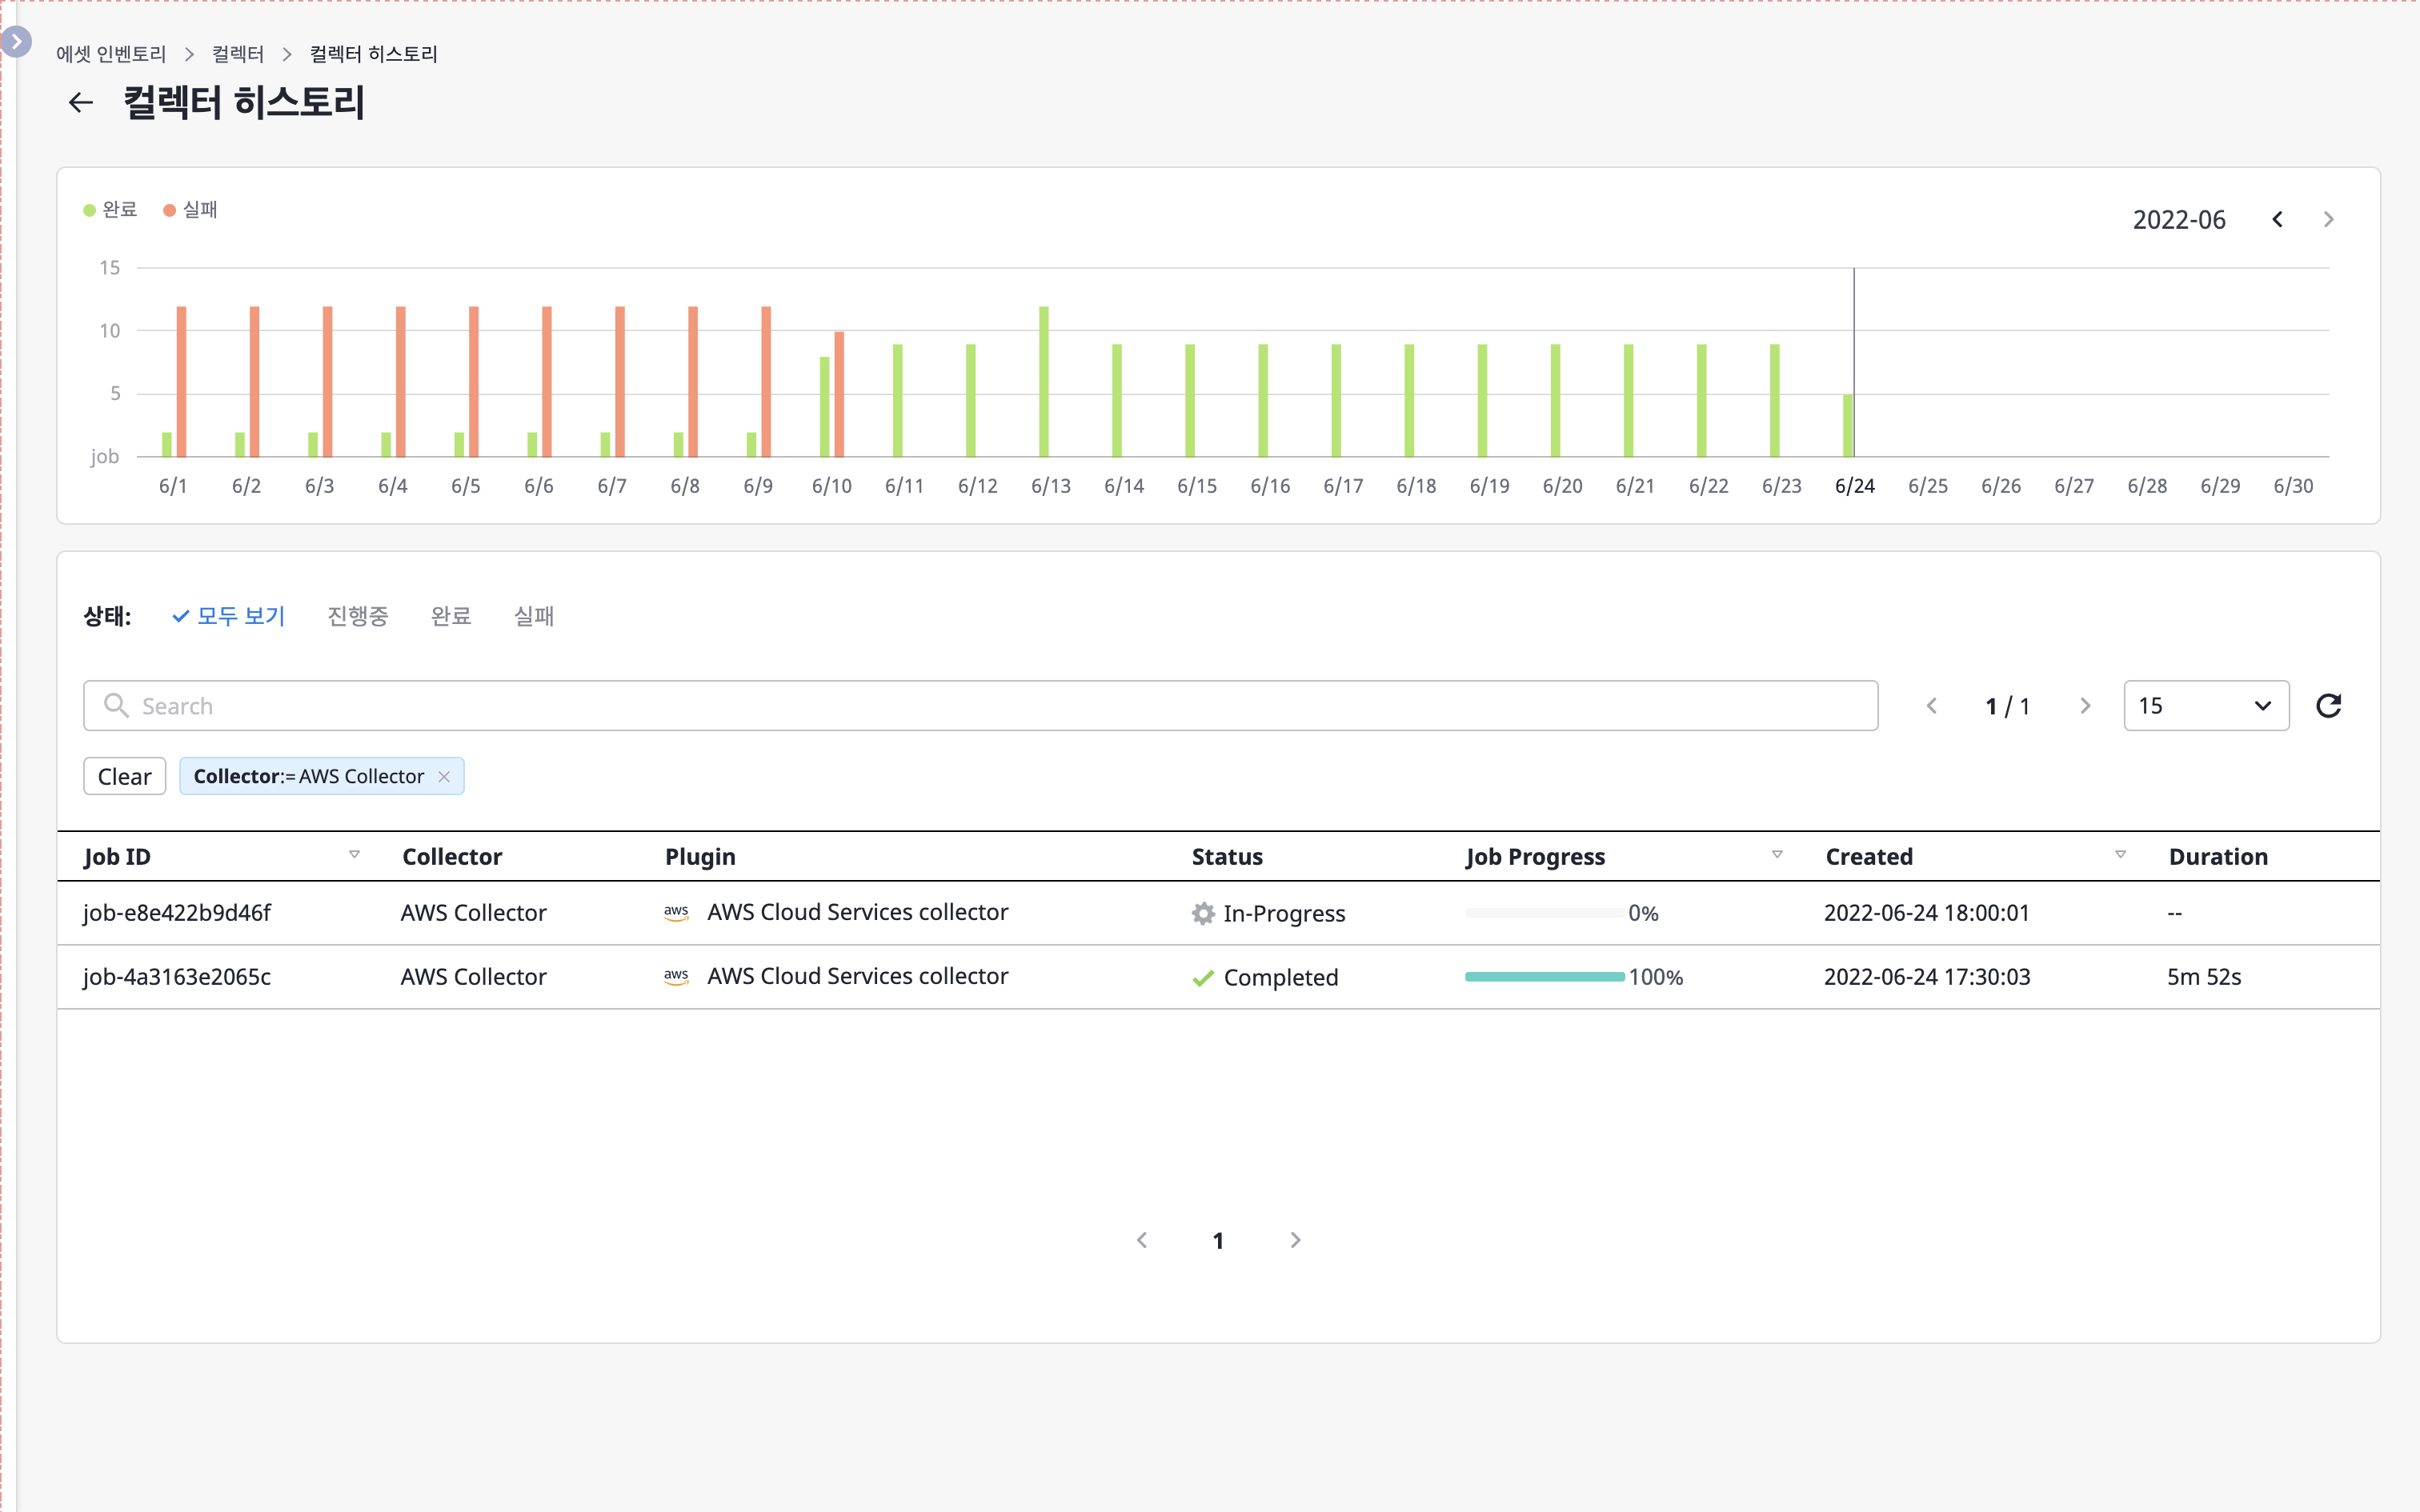 에셋 인벤토리 > 컬렉터 > 컬렉터 히스토리
컬렉터 히스토리
완료 실패
2022-06
15
10
5
job
6/1 6/2 6/3 6/4 6/5 6/6 6/7 6/8 6/9 6/10 6/11 6/12 6/13 6/14 6/15 6/16 6/17 6/18 6/19 6/20 6/21 6/22 6/23 6/24 6/25 6/26 6/27 6/28 6/29 6/30
상태: 모두 보기 진행중 완료 실패
Search 1 / 1 15
Clear Collector:= AWS Collector
Job ID Collector Plugin Status Job Progress Created Duration
job-e8e422b9d46f AWS Collector aws AWS Cloud Services collector In-Progress 0% 2022-06-24 18:00:01 --
job-4a3163e2065c AWS Collector aws AWS Cloud Services collector Completed 100% 2022-06-24 17:30:03 5m 52s
1